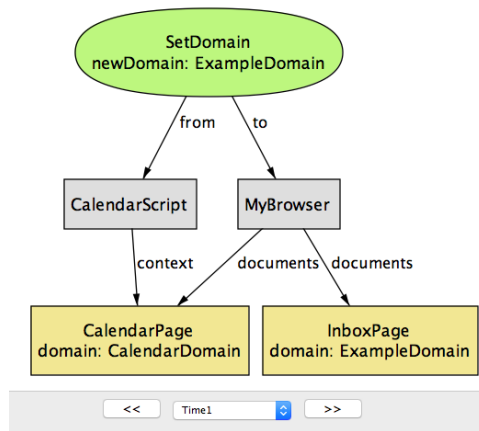 SetDomain
newDomain: ExampleDomain
from
to
CalendarScript
MyBrowser
context
documents
documents
CalendarPage
domain: CalendarDomain
InboxPage
domain: ExampleDomain
<<
Time1
>>